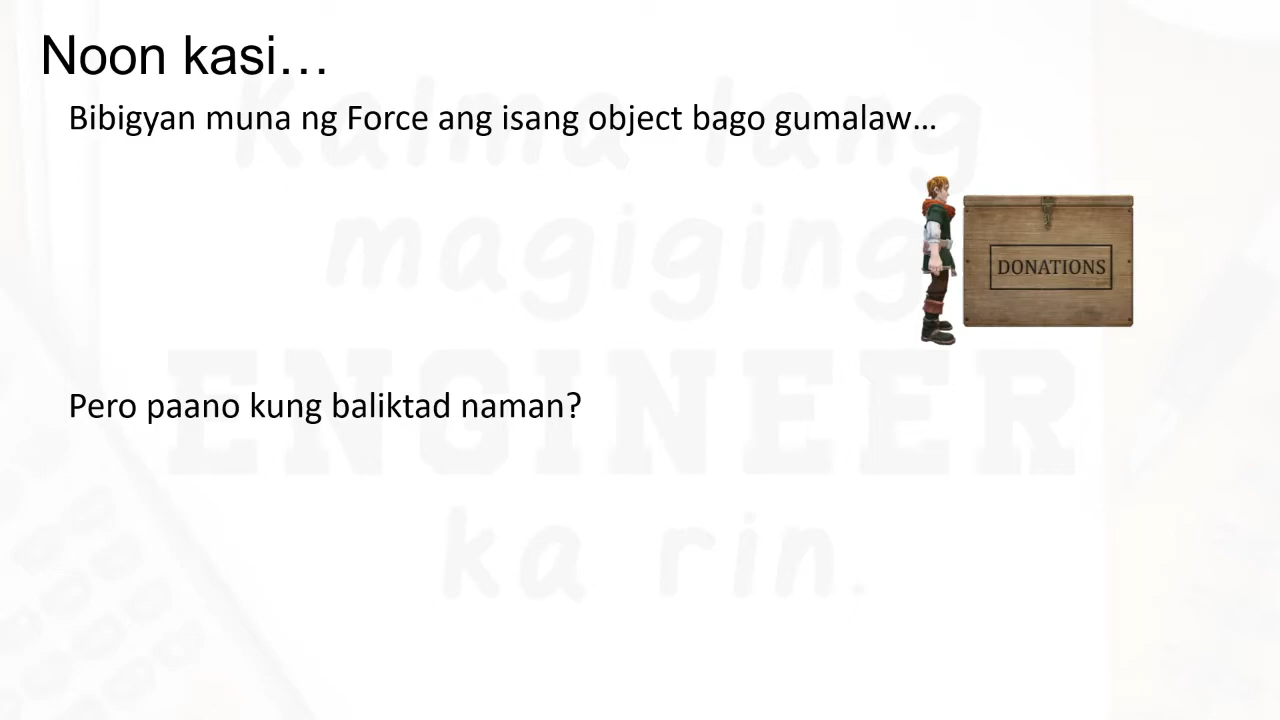 Noon kasi…
Bibigyan muna ng Force ang isang object bago gumalaw…
DONATIONS
Pero paano kung baliktad naman?
Kalma lang
magiging
ENGINEER
ka rin.